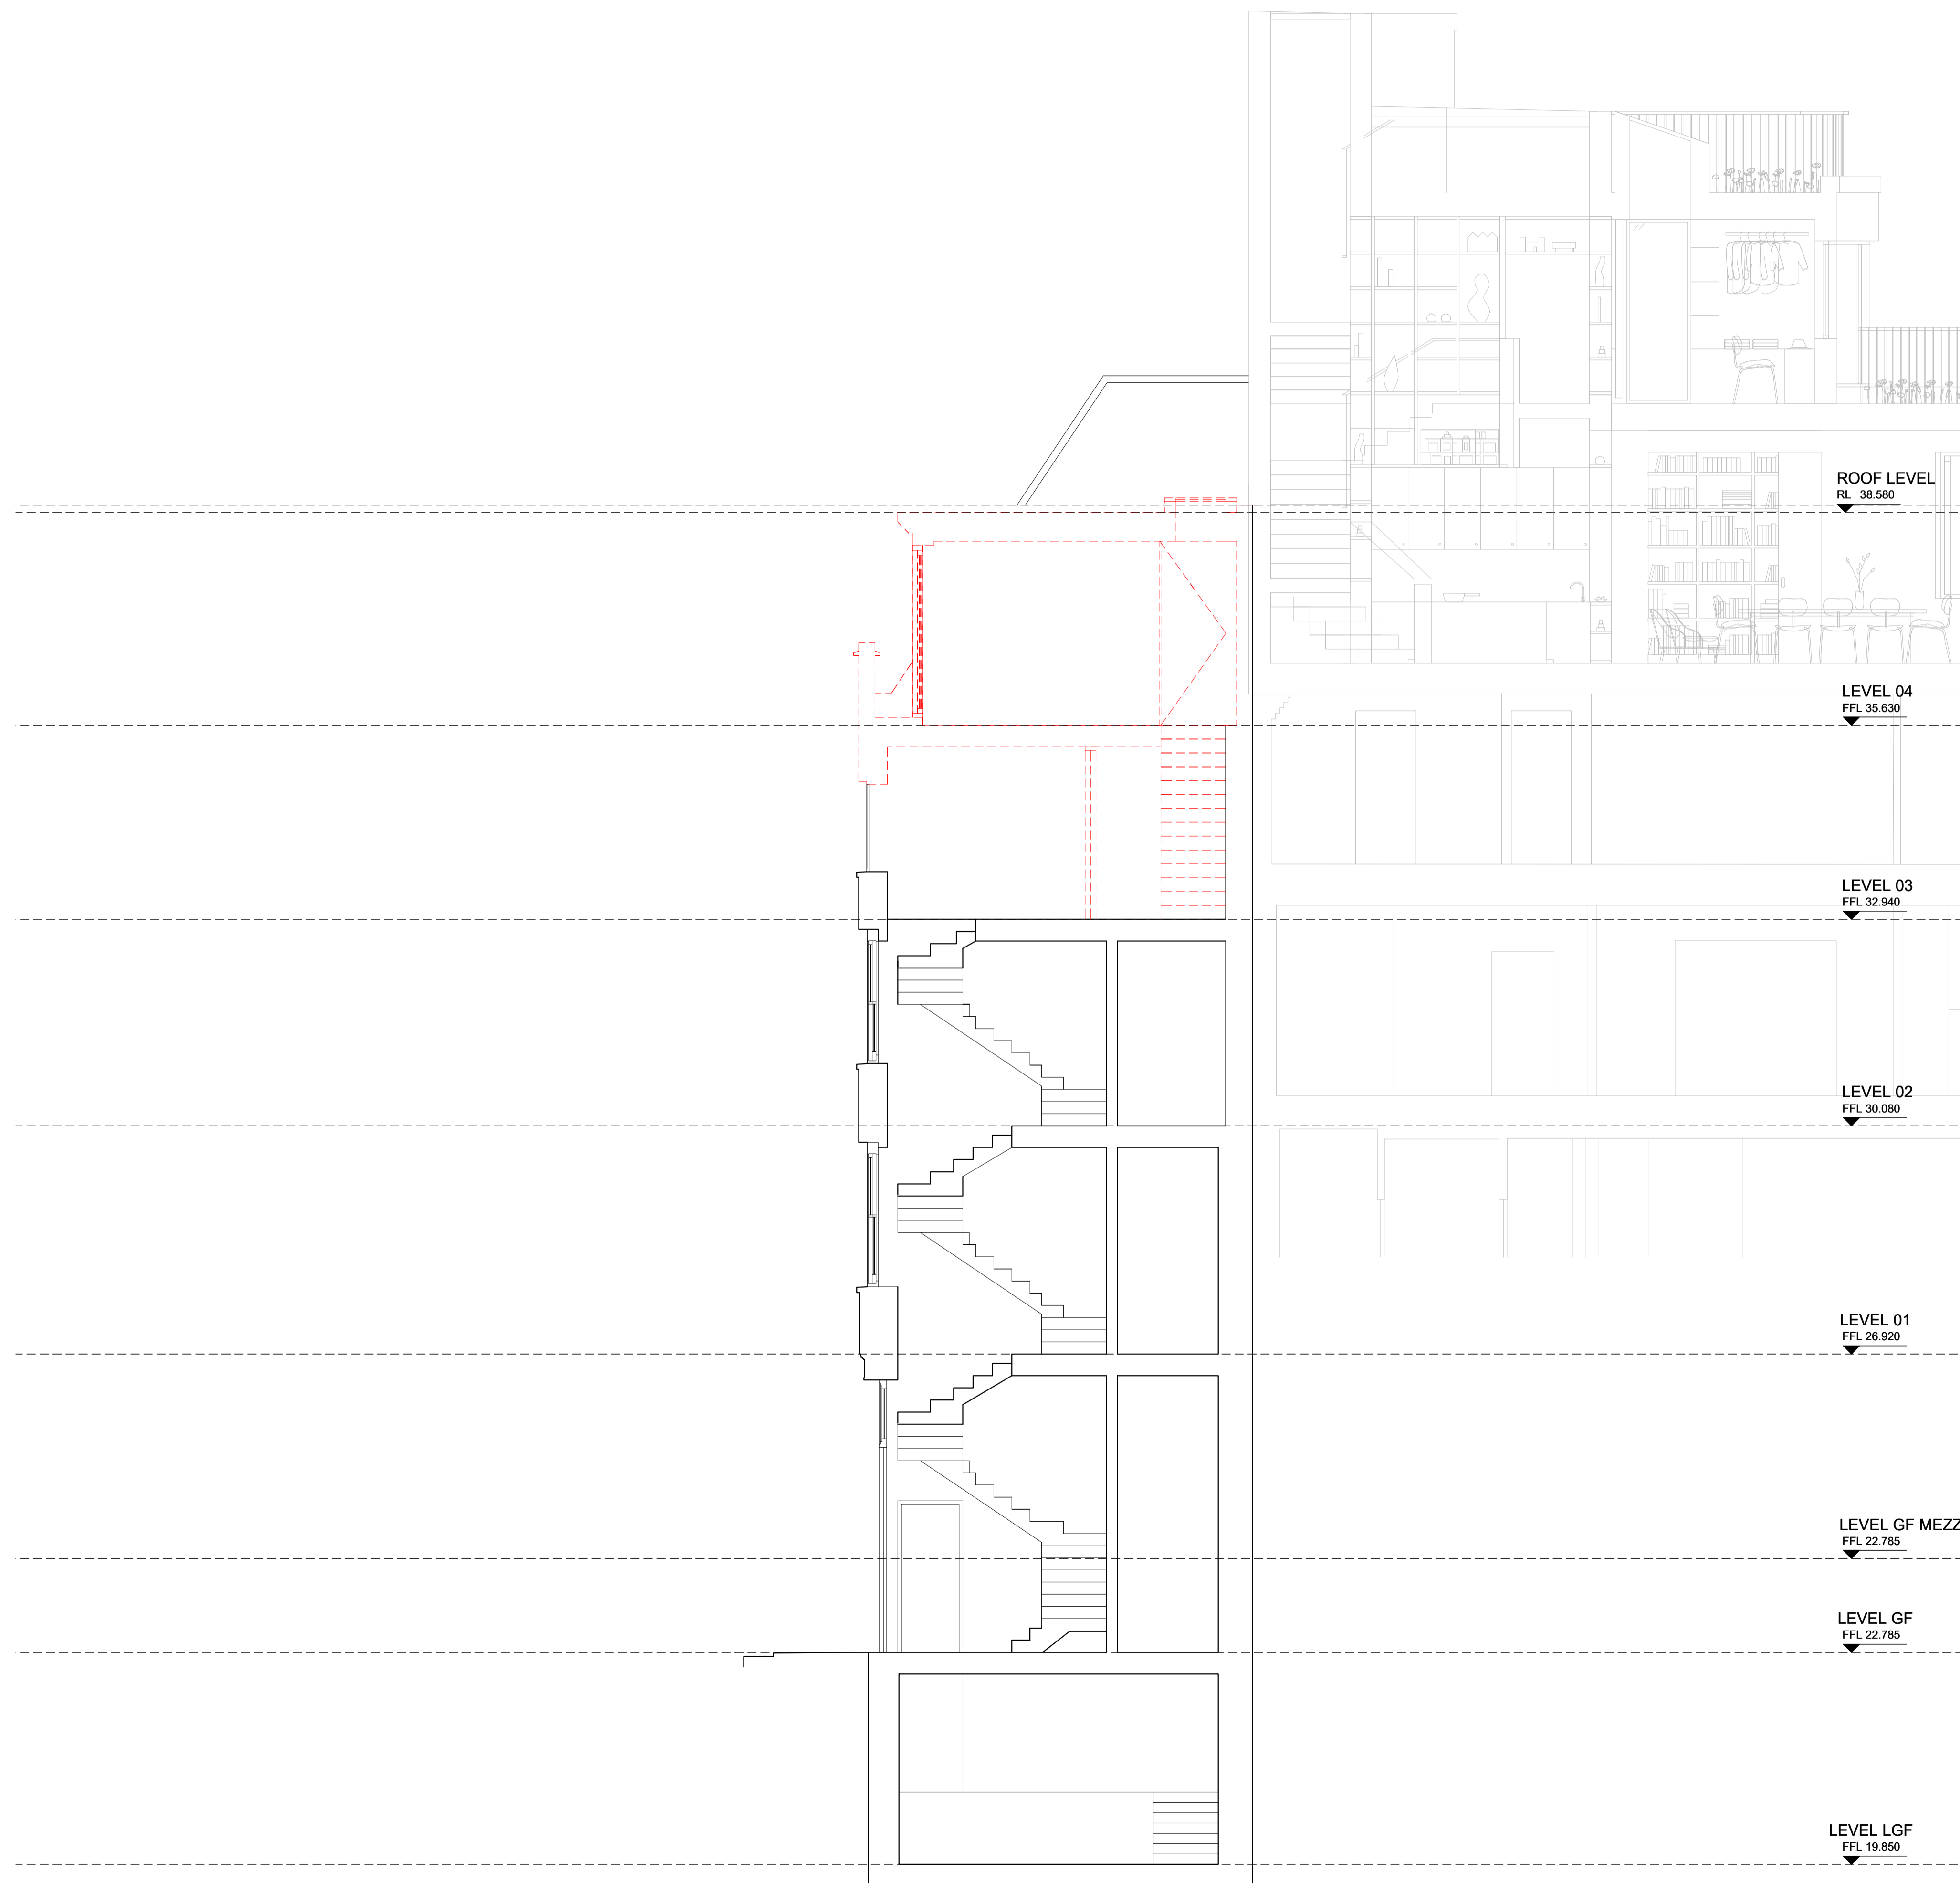 ROOF LEVEL
RL 38.580
LEVEL 04
FFL 35.630
LEVEL 03
FFL 32.940
LEVEL 02
FFL 30.080
LEVEL 01
FFL 26.920
LEVEL GF MEZZ
FFL 22.785
LEVEL GF
FFL 22.785
LEVEL LGF
FFL 19.850